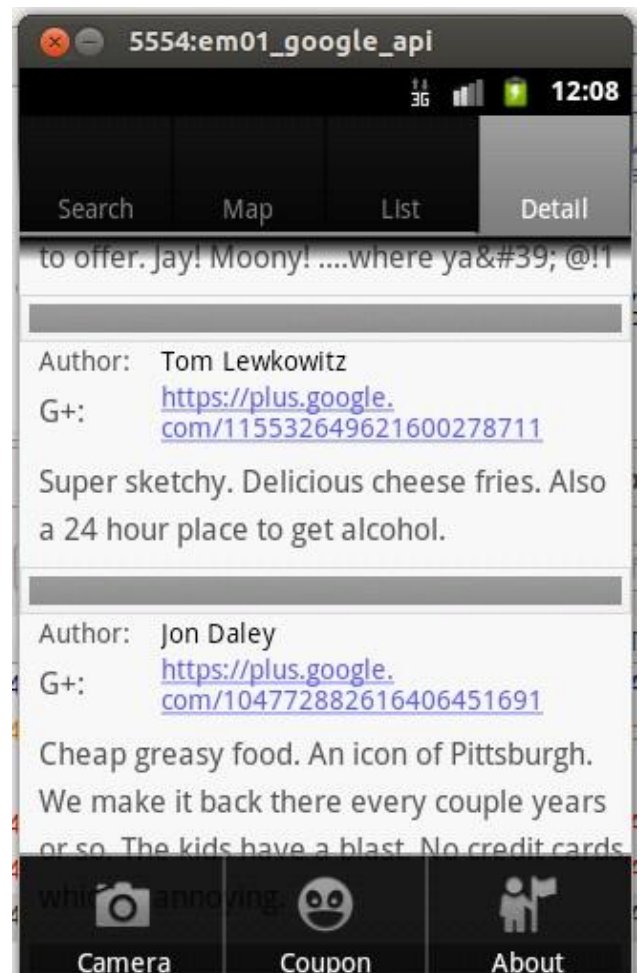 5554:em01_google_api
3G 12:08
Search Map List Detail
to offer. Jay! Moony! ....where ya&#39; @!1
Author: Tom Lewkowitz
G+: https://plus.google.
com/115532649621600278711
Super sketchy. Delicious cheese fries. Also
a 24 hour place to get alcohol.
Author: Jon Daley
G+: https://plus.google.
com/104772882616406451691
Cheap greasy food. An icon of Pittsburgh.
We make it back there every couple years
or so. The kids have a blast. No credit cards
which annoying.
Camera Coupon About